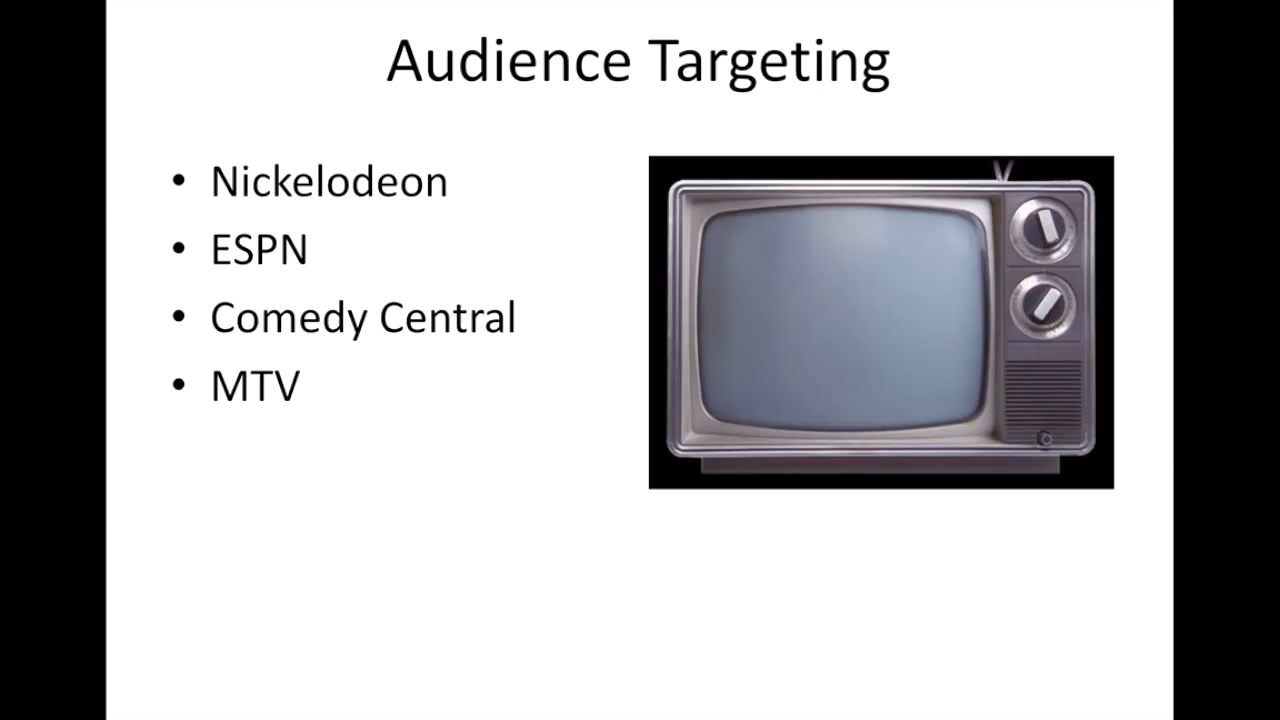 Audience Targeting
• Nickelodeon
• ESPN
• Comedy Central
• MTV